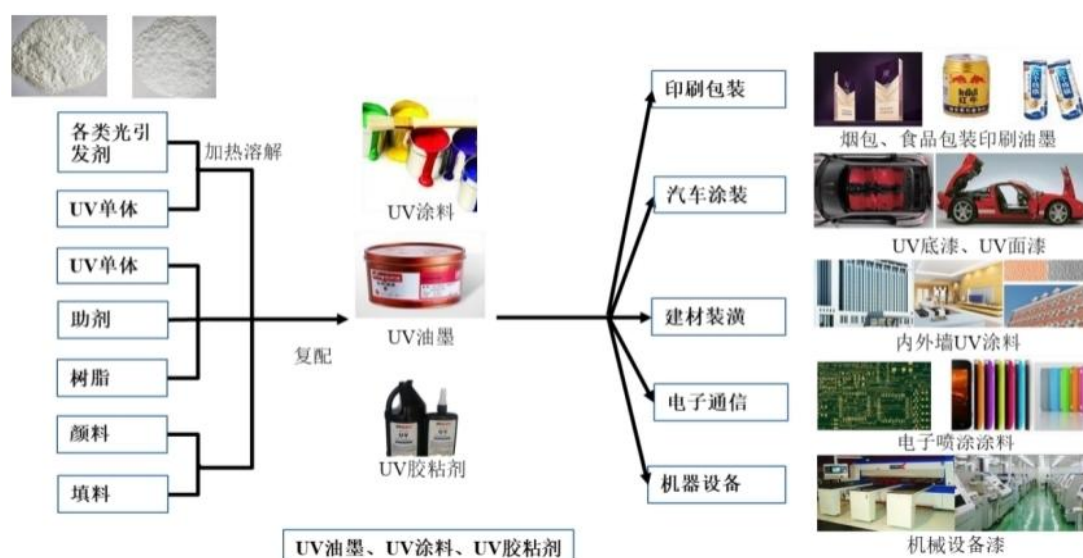 各类光引
发剂
加热溶解
UV单体
UV单体
助剂
树脂
颜料
填料
复配
UV涂料
UV油墨
UV胶粘剂
UV油墨、UV涂料、UV胶粘剂
印刷包装
汽车涂装
建材装潢
电子通信
机器设备
红牛
烟包、食品包装印刷油墨
UV底漆、UV面漆
内外墙UV涂料
电子喷涂涂料
机械设备漆
UV